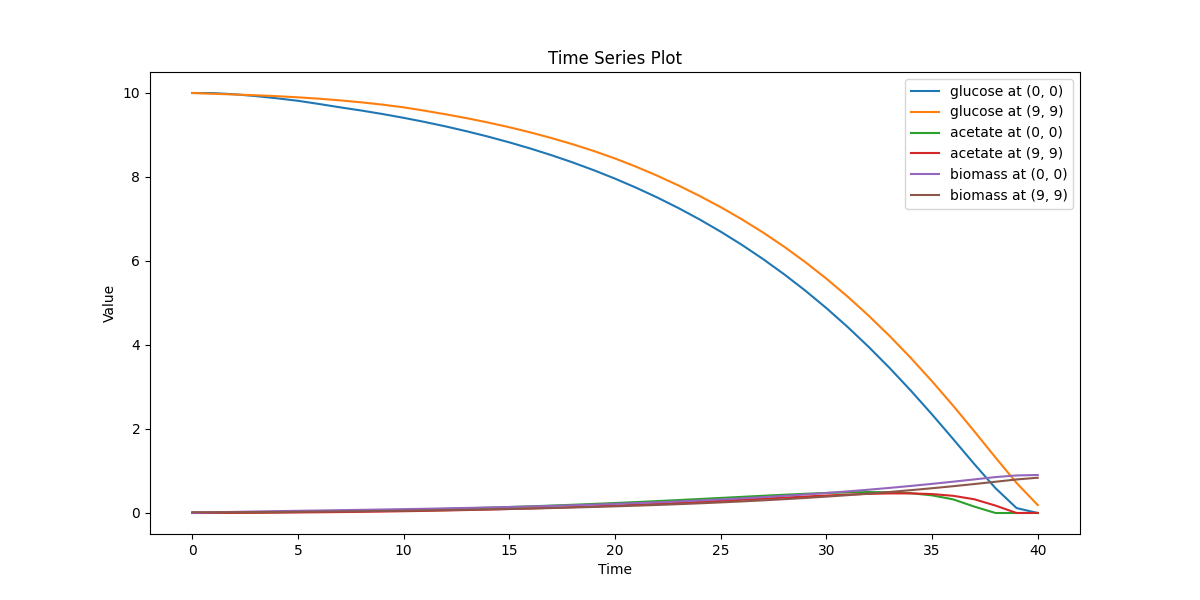 Time Series Plot
glucose at (0, 0)
glucose at (9, 9)
acetate at (0, 0)
acetate at (9, 9)
biomass at (0, 0)
biomass at (9, 9)
10
8
6
4
2
0
Value
0 5 10 15 20 25 30 35 40
Time